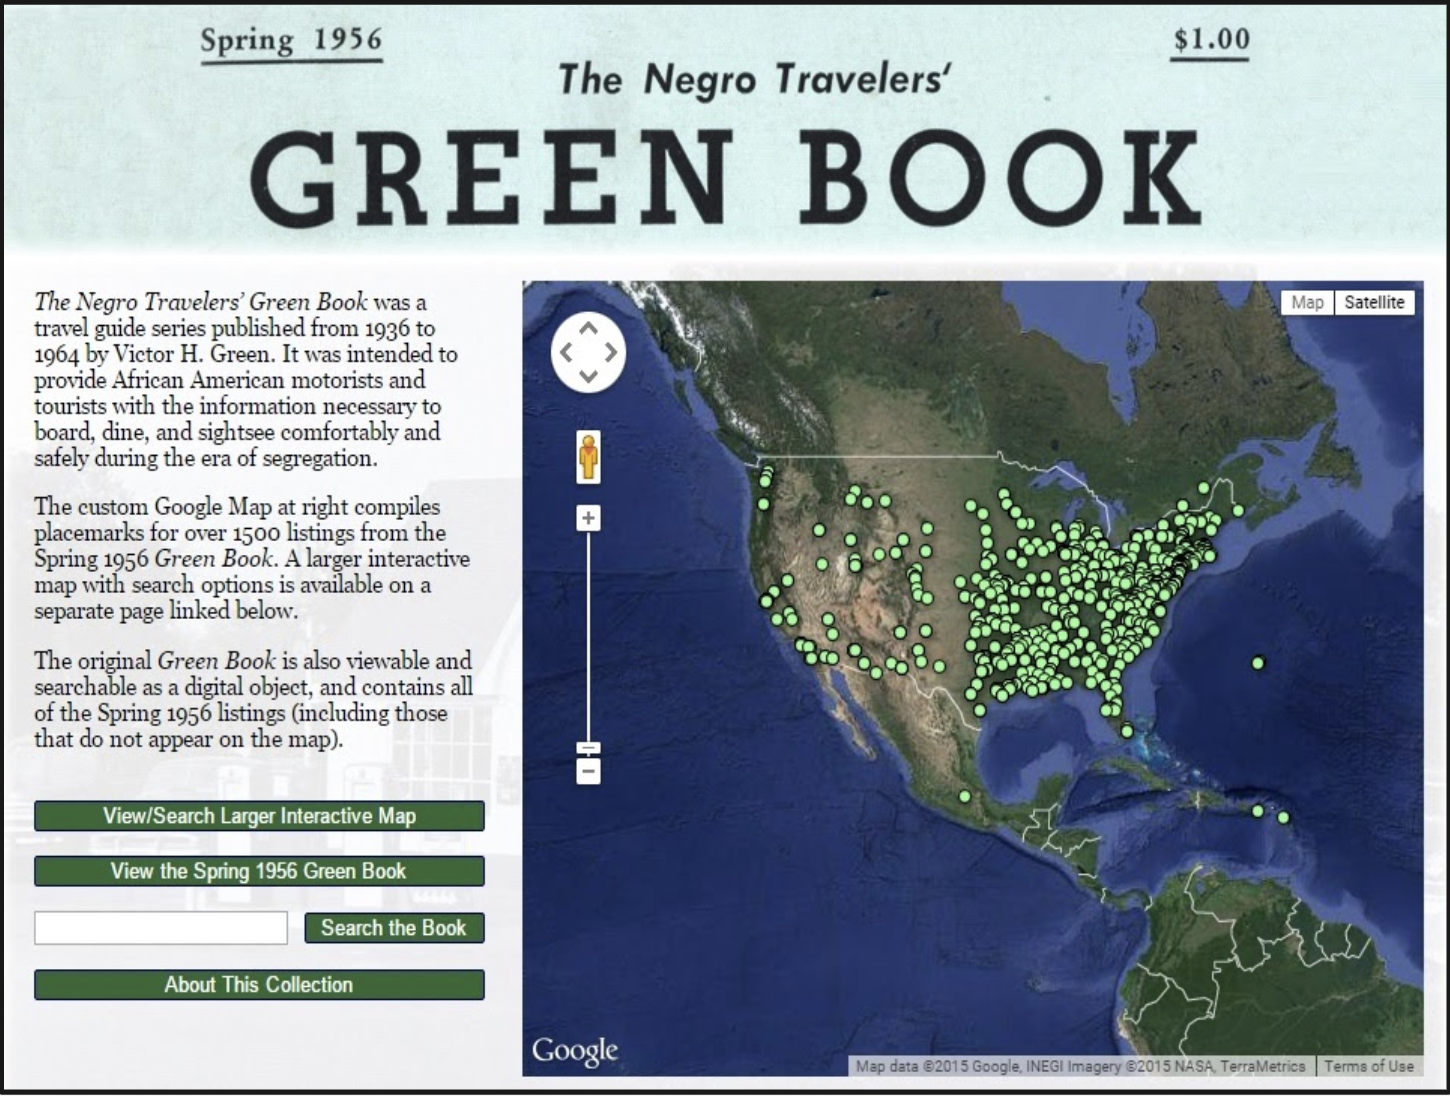 Spring 1956
$1.00
The Negro Travelers'
GREEN BOOK
The Negro Travelers' Green Book was a
travel guide series published from 1936 to
1964 by Victor H. Green. It was intended to
provide African American motorists and
tourists with the information necessary to
board, dine, and sightsee comfortably and
safely during the era of segregation.
The custom Google Map at right compiles
placemarks for over 1500 listings from the
Spring 1956 Green Book. A larger interactive
map with search options is available on a
separate page linked below.
The original Green Book is also viewable and
searchable as a digital object, and contains all
of the Spring 1956 listings (including those
that do not appear on the map).
View/Search Larger Interactive Map
View the Spring 1956 Green Book
Search the Book
About This Collection
Map
Satellite
Google
Map data ©2015 Google, INEGI Imagery ©2015 NASA, TerraMetrics
Terms of Use